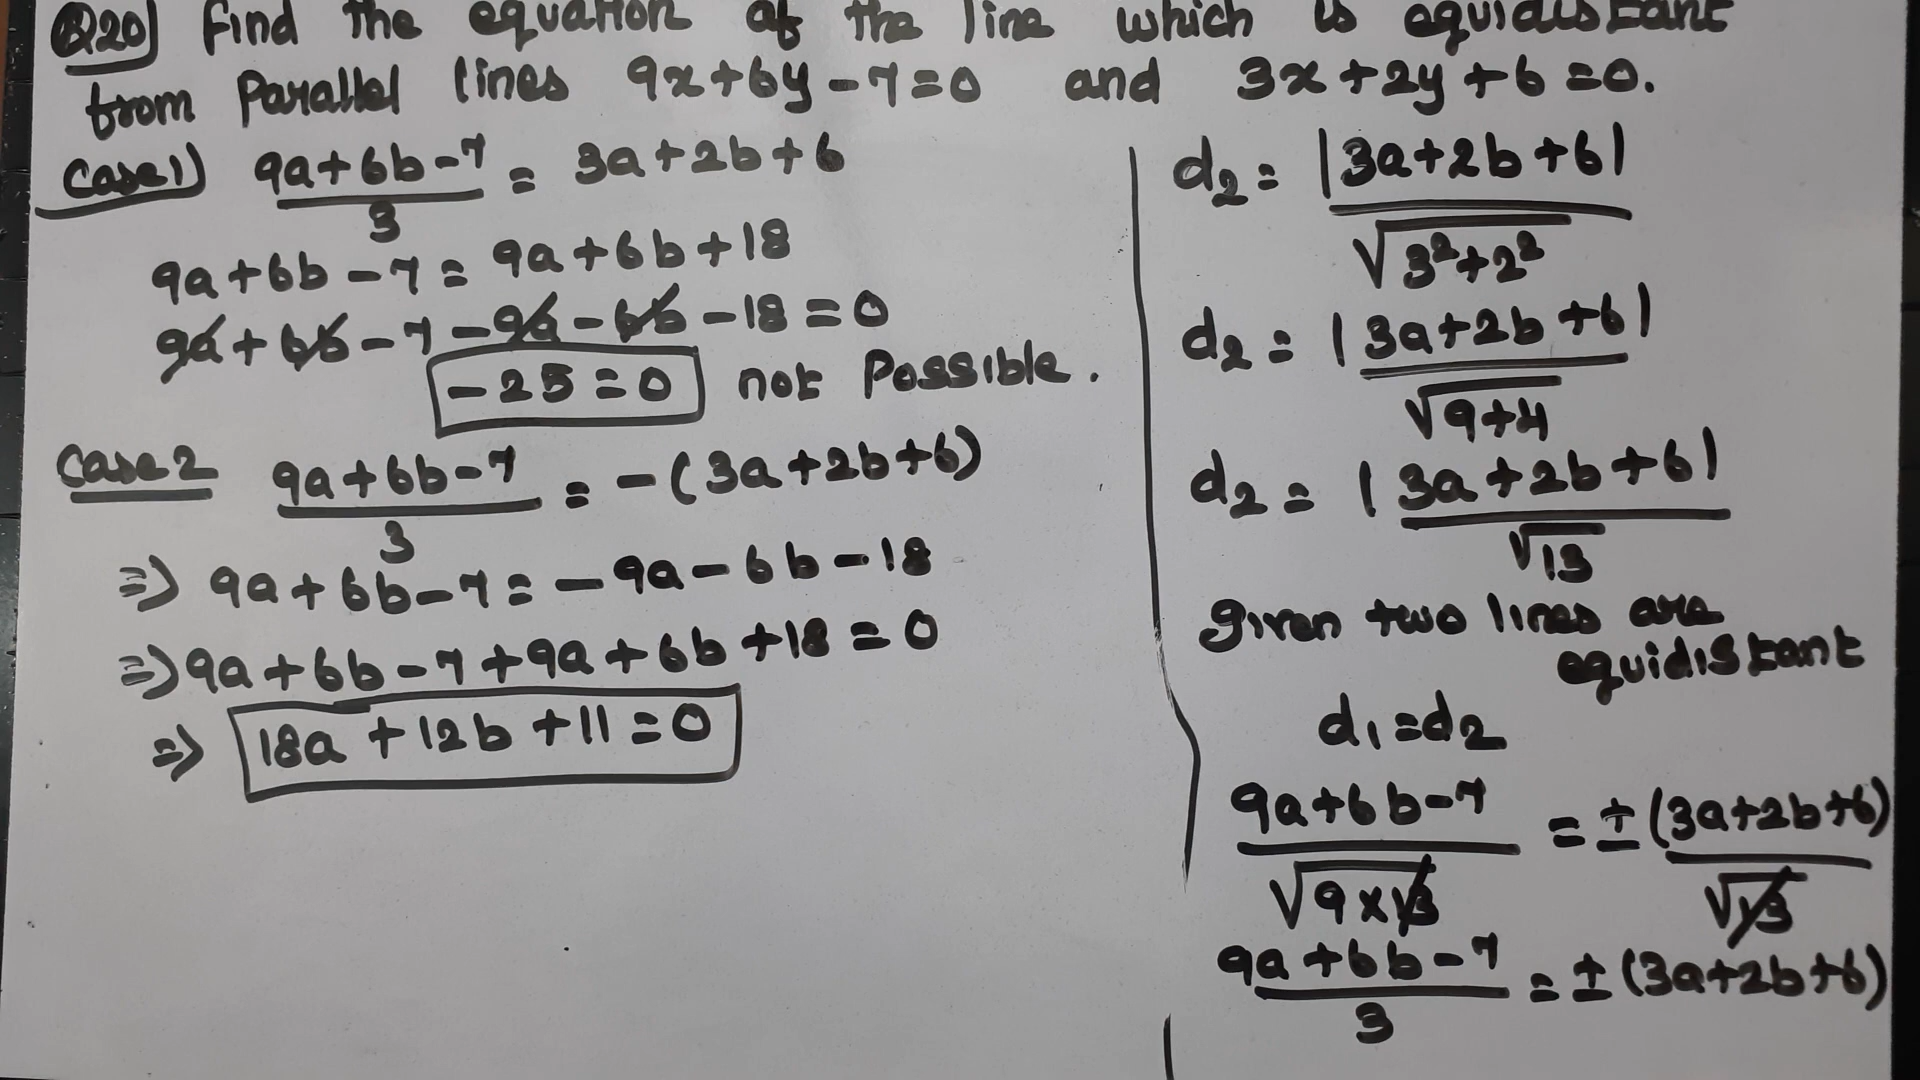 Q20) Find the equation of the line which is equidistant
from Parallel lines 9x+6y-7=0 and 3x+2y+6=0.
Case1) 9a+6b-7 = 3a+2b+6
3
9a+6b-7 = 9a+6b+18
9a+6b-7-9a-6b-18=0
-25=0 not Possible.
Case2 9a+6b-7 = -(3a+2b+6)
3
=> 9a+6b-7 = -9a-6b-18
=> 9a+6b-7+9a+6b+18=0
=> 18a+12b+11=0
d₂ = |3a+2b+6|
√3²+2²
d₂ = |3a+2b+6|
√9+4
d₂ = |3a+2b+6|
√13
given two lines are
equidistant
d₁=d₂
9a+6b-7 = ±(3a+2b+6)
√9×13 √13
9a+6b-7 = ±(3a+2b+6)
3